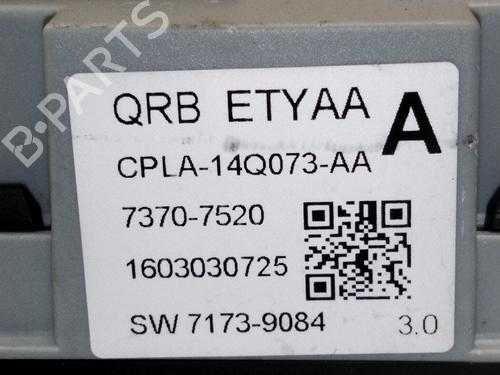 B-PARTS
QRB ETYAA
A
CPLA-14Q073-AA
7370-7520
1603030725
SW 7173-9084 3.0